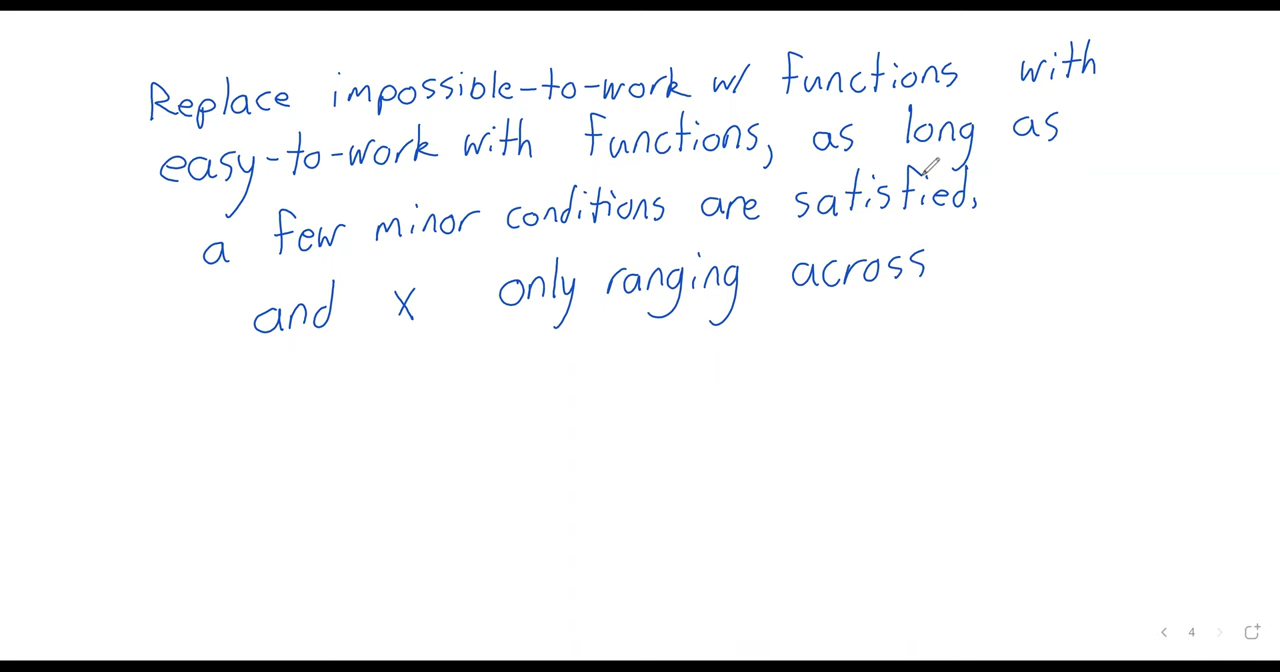 Replace impossible-to-work w/ functions with
easy-to-work with functions, as long as
a few minor conditions are satisfied,
and x only ranging across
4